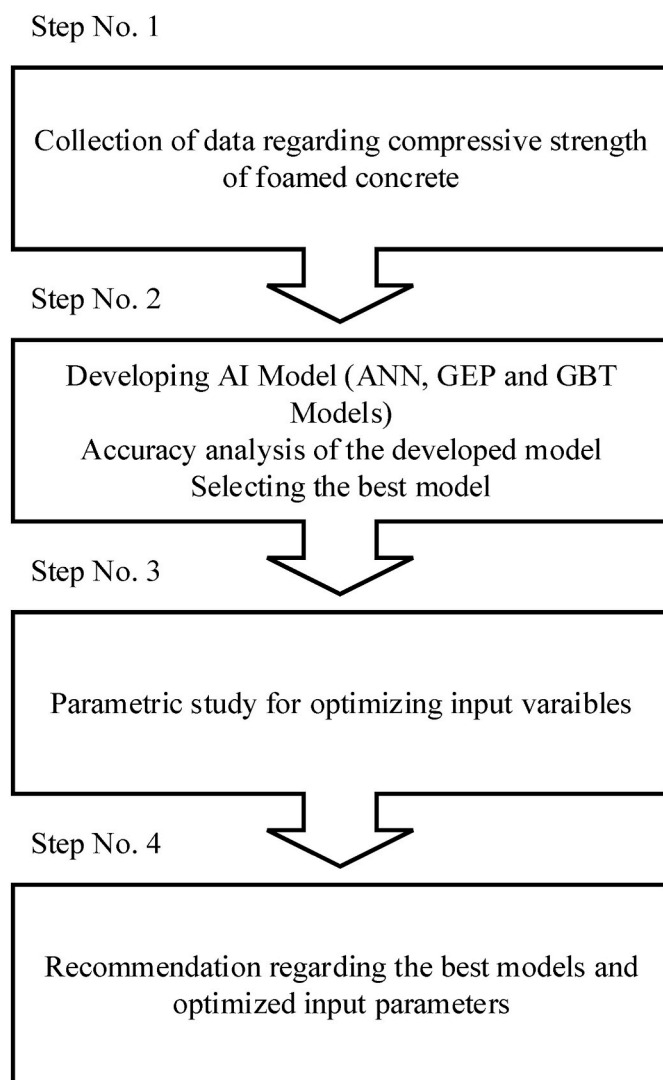 Step No. 1
Collection of data regarding compressive strength
of foamed concrete
Step No. 2
Developing AI Model (ANN, GEP and GBT
Models)
Accuracy analysis of the developed model
Selecting the best model
Step No. 3
Parametric study for optimizing input varaibles
Step No. 4
Recommendation regarding the best models and
optimized input parameters